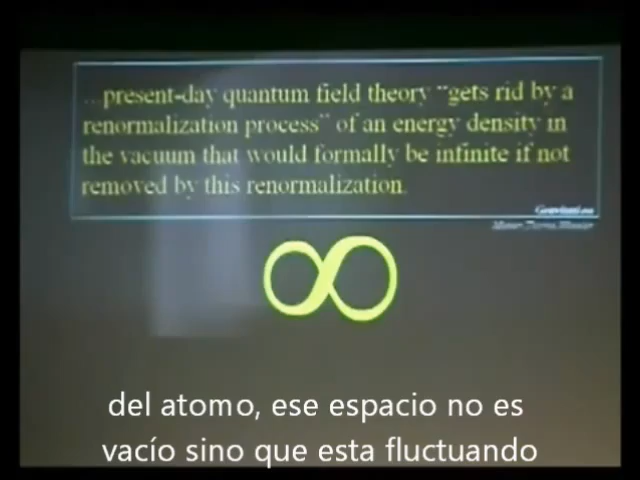 ...present-day quantum field theory "gets rid by a
renormalization process" of an energy density in
the vacuum that would formally be infinite if not
removed by this renormalization.
Gravitation
∞
del atomo, ese espacio no es
vacío sino que esta fluctuando